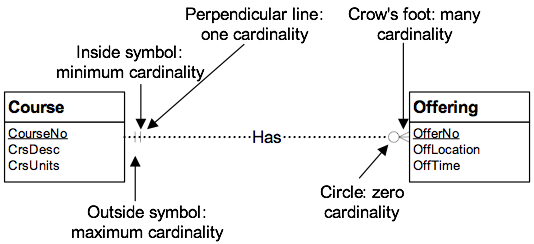 Perpendicular line:
one cardinality
Crow's foot: many
cardinality
Inside symbol:
minimum cardinality
Course
CourseNo
CrsDesc
CrsUnits
Has
Offering
OfferNo
OffLocation
OffTime
Outside symbol:
maximum cardinality
Circle: zero
cardinality